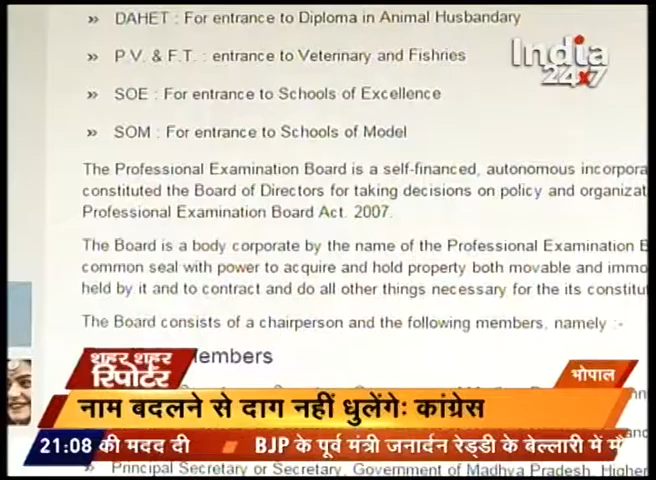 » DAHET : For entrance to Diploma in Animal Husbandary
» P.V. & F.T. : entrance to Veterinary and Fishries
India 24x7
» SOE : For entrance to Schools of Excellence
» SOM : For entrance to Schools of Model
The Professional Examination Board is a self-financed, autonomous incorpora
constituted the Board of Directors for taking decisions on policy and organizat
Professional Examination Board Act. 2007.
The Board is a body corporate by the name of the Professional Examination B
common seal with power to acquire and hold property both movable and immo
held by it and to contract and do all other things necessary for the its constitut
The Board consists of a chairperson and the following members, namely :-
शहर शहर
रिपोर्टर
embers
भोपाल
नाम बदलने से दाग नहीं धुलेंगेः कांग्रेस
21:08 की मदद दी BJP के पूर्व मंत्री जनार्दन रेड्डी के बेल्लारी में
» Principal Secretary or Secretary, Government of Madhya Pradesh, Higher